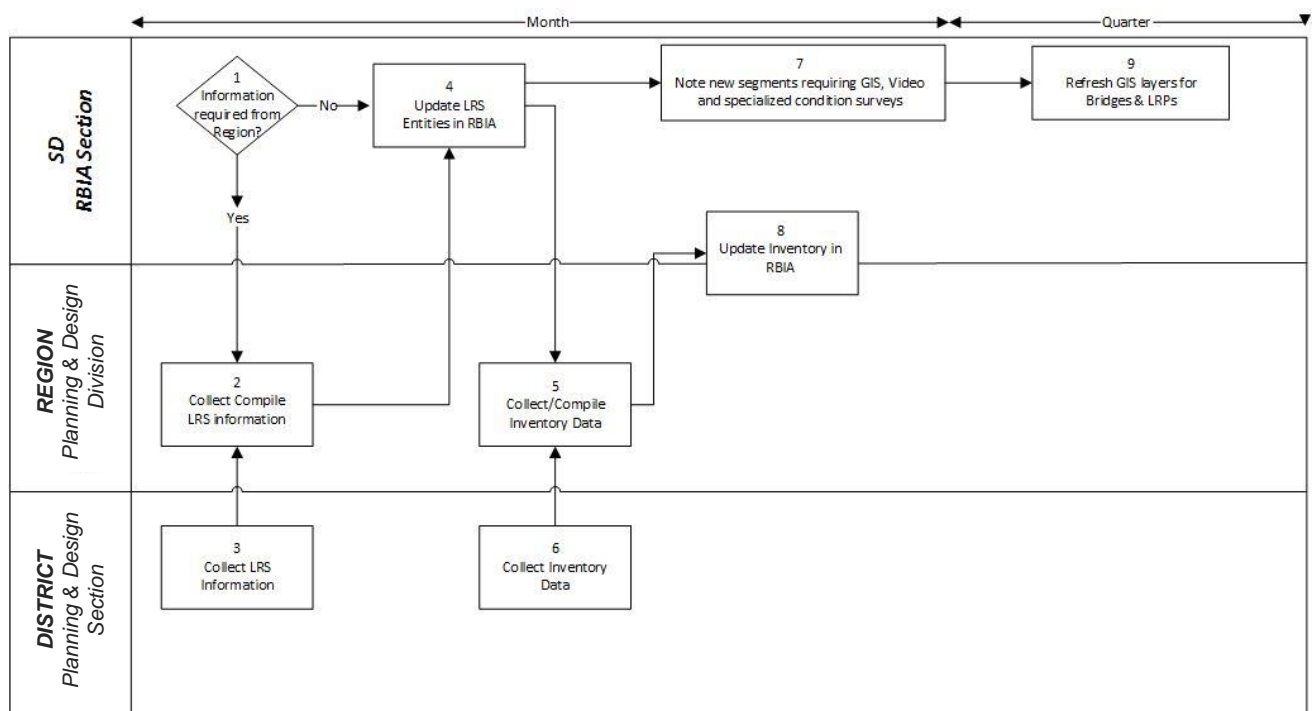 Month
Quarter
SD
RBIA Section
1
Information
required from
Region?
No
Yes
4
Update LRS
Entities in RBIA
7
Note new segments requiring GIS, Video
and specialized condition surveys
9
Refresh GIS layers for
Bridges & LRPs
8
Update Inventory in
RBIA
REGION
Planning & Design
Division
2
Collect Compile
LRS information
5
Collect/Compile
Inventory Data
DISTRICT
Planning & Design
Section
3
Collect LRS
Information
6
Collect Inventory
Data